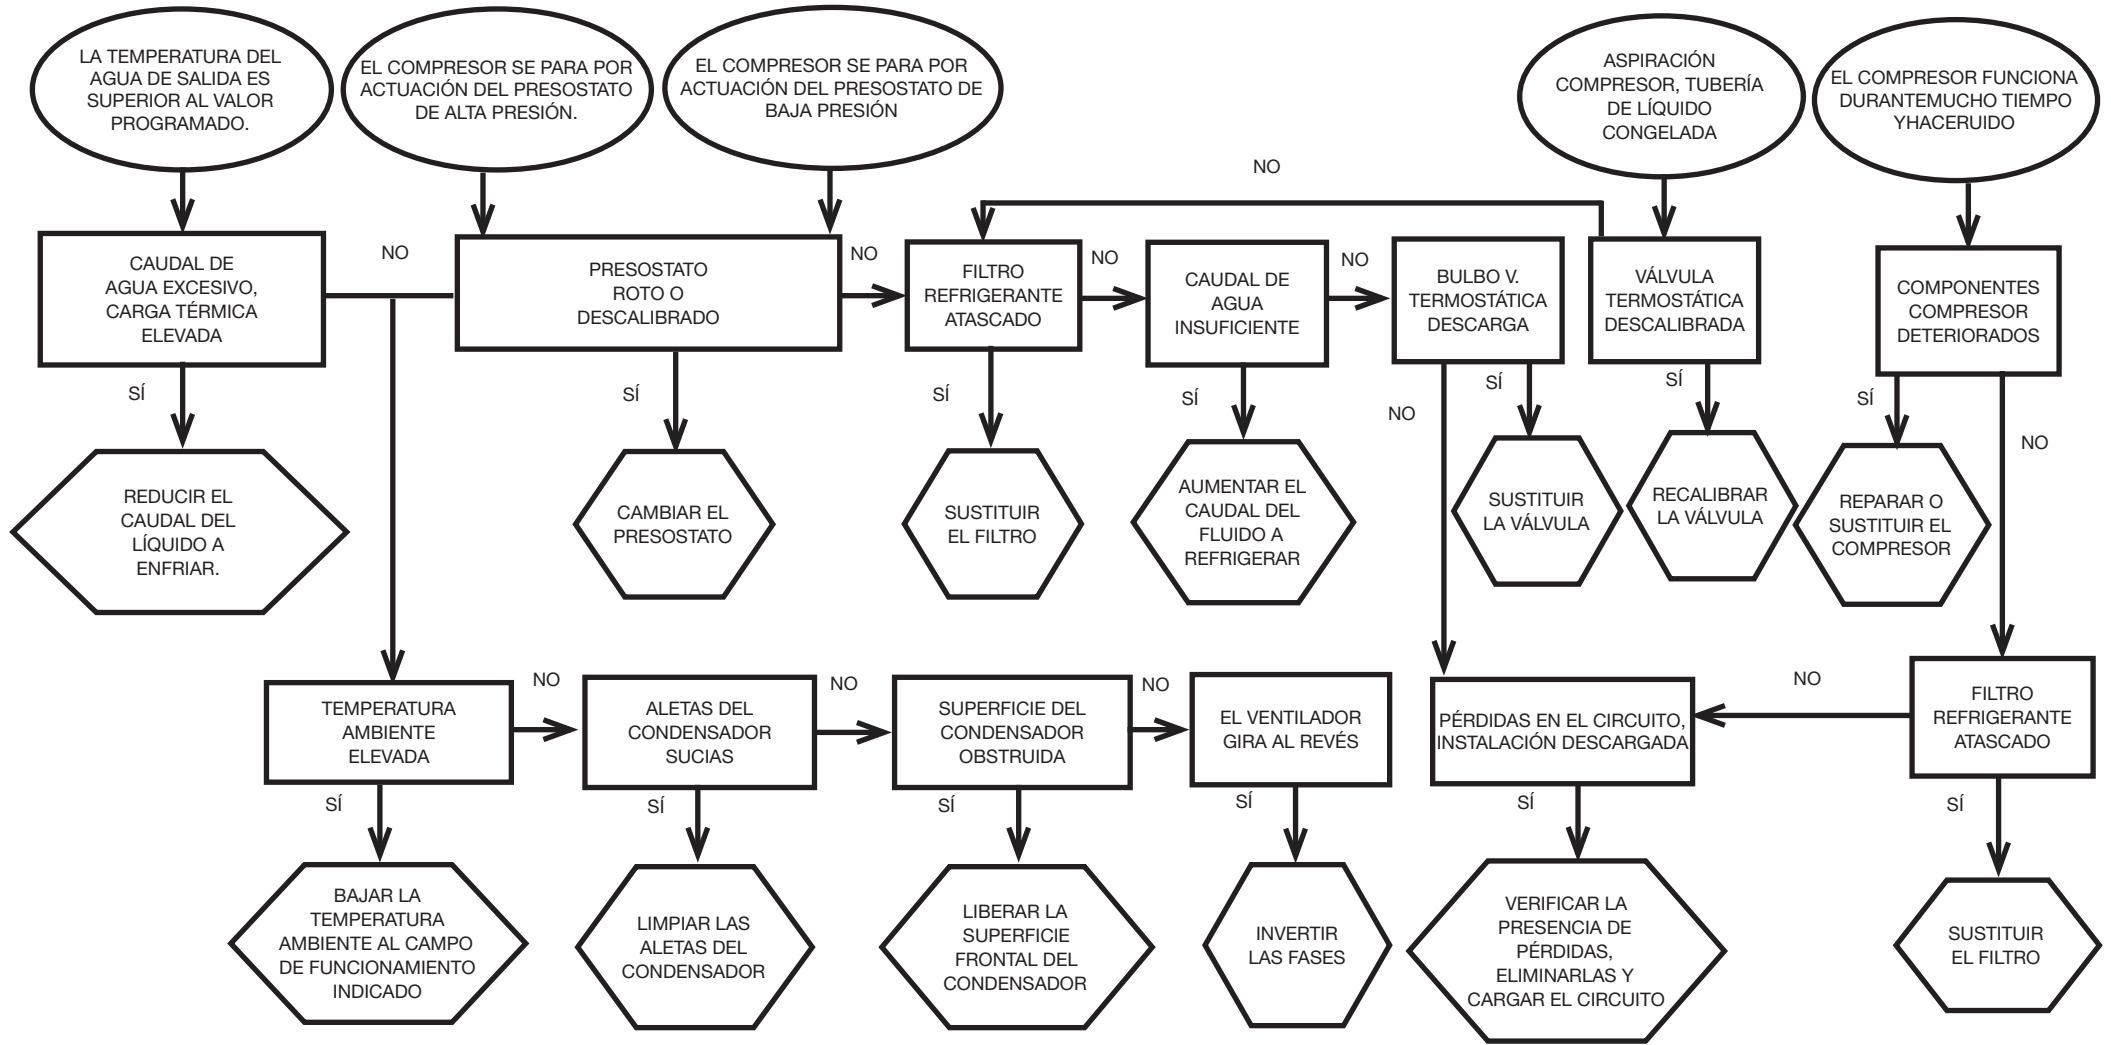 LA TEMPERATURA DEL
AGUA DE SALIDA ES
SUPERIOR AL VALOR
PROGRAMADO.
EL COMPRESOR SE PARA POR
ACTUACIÓN DEL PRESOSTATO
DE ALTA PRESIÓN.
EL COMPRESOR SE PARA POR
ACTUACIÓN DEL PRESOSTATO DE
BAJA PRESIÓN
ASPIRACIÓN
COMPRESOR, TUBERÍA
DE LÍQUIDO
CONGELADA
EL COMPRESOR FUNCIONA
DURANTEMUCHO TIEMPO
YHACERUIDO
NO
CAUDAL DE
AGUA EXCESIVO,
CARGA TÉRMICA
ELEVADA
NO
PRESOSTATO
ROTO O
DESCALIBRADO
NO
FILTRO
REFRIGERANTE
ATASCADO
NO
CAUDAL DE
AGUA
INSUFICIENTE
NO
BULBO V.
TERMOSTÁTICA
DESCARGA
VÁLVULA
TERMOSTÁTICA
DESCALIBRADA
COMPONENTES
COMPRESOR
DETERIORADOS
SÍ
SÍ
SÍ
SÍ
NO
SÍ
SÍ
SÍ
NO
REDUCIR EL
CAUDAL DEL
LÍQUIDO A
ENFRIAR.
CAMBIAR EL
PRESOSTATO
SUSTITUIR
EL FILTRO
AUMENTAR EL
CAUDAL DEL
FLUIDO A
REFRIGERAR
SUSTITUIR
LA VÁLVULA
RECALIBRAR
LA VÁLVULA
REPARAR O
SUSTITUIR EL
COMPRESOR
TEMPERATURA
AMBIENTE
ELEVADA
NO
ALETAS DEL
CONDENSADOR
SUCIAS
NO
SUPERFICIE DEL
CONDENSADOR
OBSTRUIDA
NO
EL VENTILADOR
GIRA AL REVÉS
PÉRDIDAS EN EL CIRCUITO,
INSTALACIÓN DESCARGADA
NO
FILTRO
REFRIGERANTE
ATASCADO
SÍ
SÍ
SÍ
SÍ
SÍ
SÍ
BAJAR LA
TEMPERATURA
AMBIENTE AL CAMPO
DE FUNCIONAMIENTO
INDICADO
LIMPIAR LAS
ALETAS DEL
CONDENSADOR
LIBERAR LA
SUPERFICIE
FRONTAL DEL
CONDENSADOR
INVERTIR
LAS FASES
VERIFICAR LA
PRESENCIA DE
PÉRDIDAS,
ELIMINARLAS Y
CARGAR EL CIRCUITO
SUSTITUIR
EL FILTRO